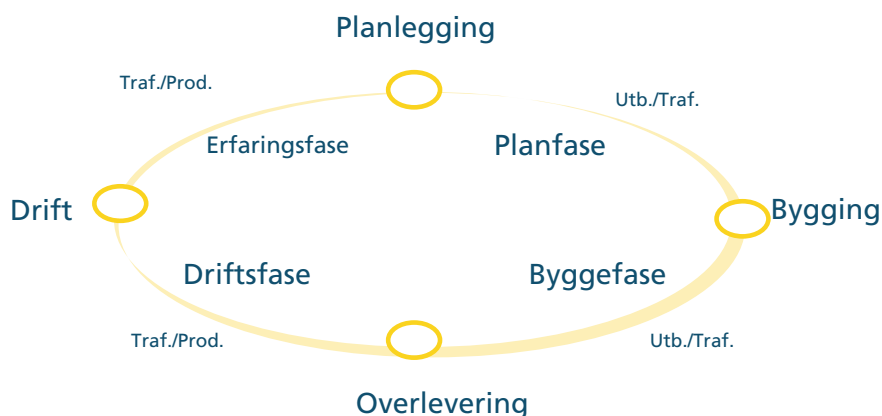 Planlegging
Traf./Prod.
Utb./Traf.
Erfaringsfase
Planfase
Drift
Bygging
Driftsfase
Byggefase
Traf./Prod.
Utb./Traf.
Overlevering